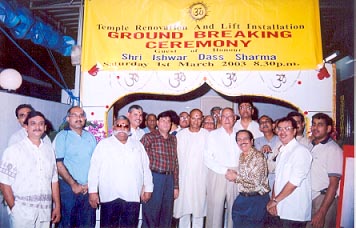 ॐ
Temple Renovation And Lift Installation
GROUND BREAKING
CEREMONY
Guest of Honour
Shri Ishwar Dass Sharma
Saturday 1st March 2003 8.30 p.m.
ॐ ॐ ॐ ॐ